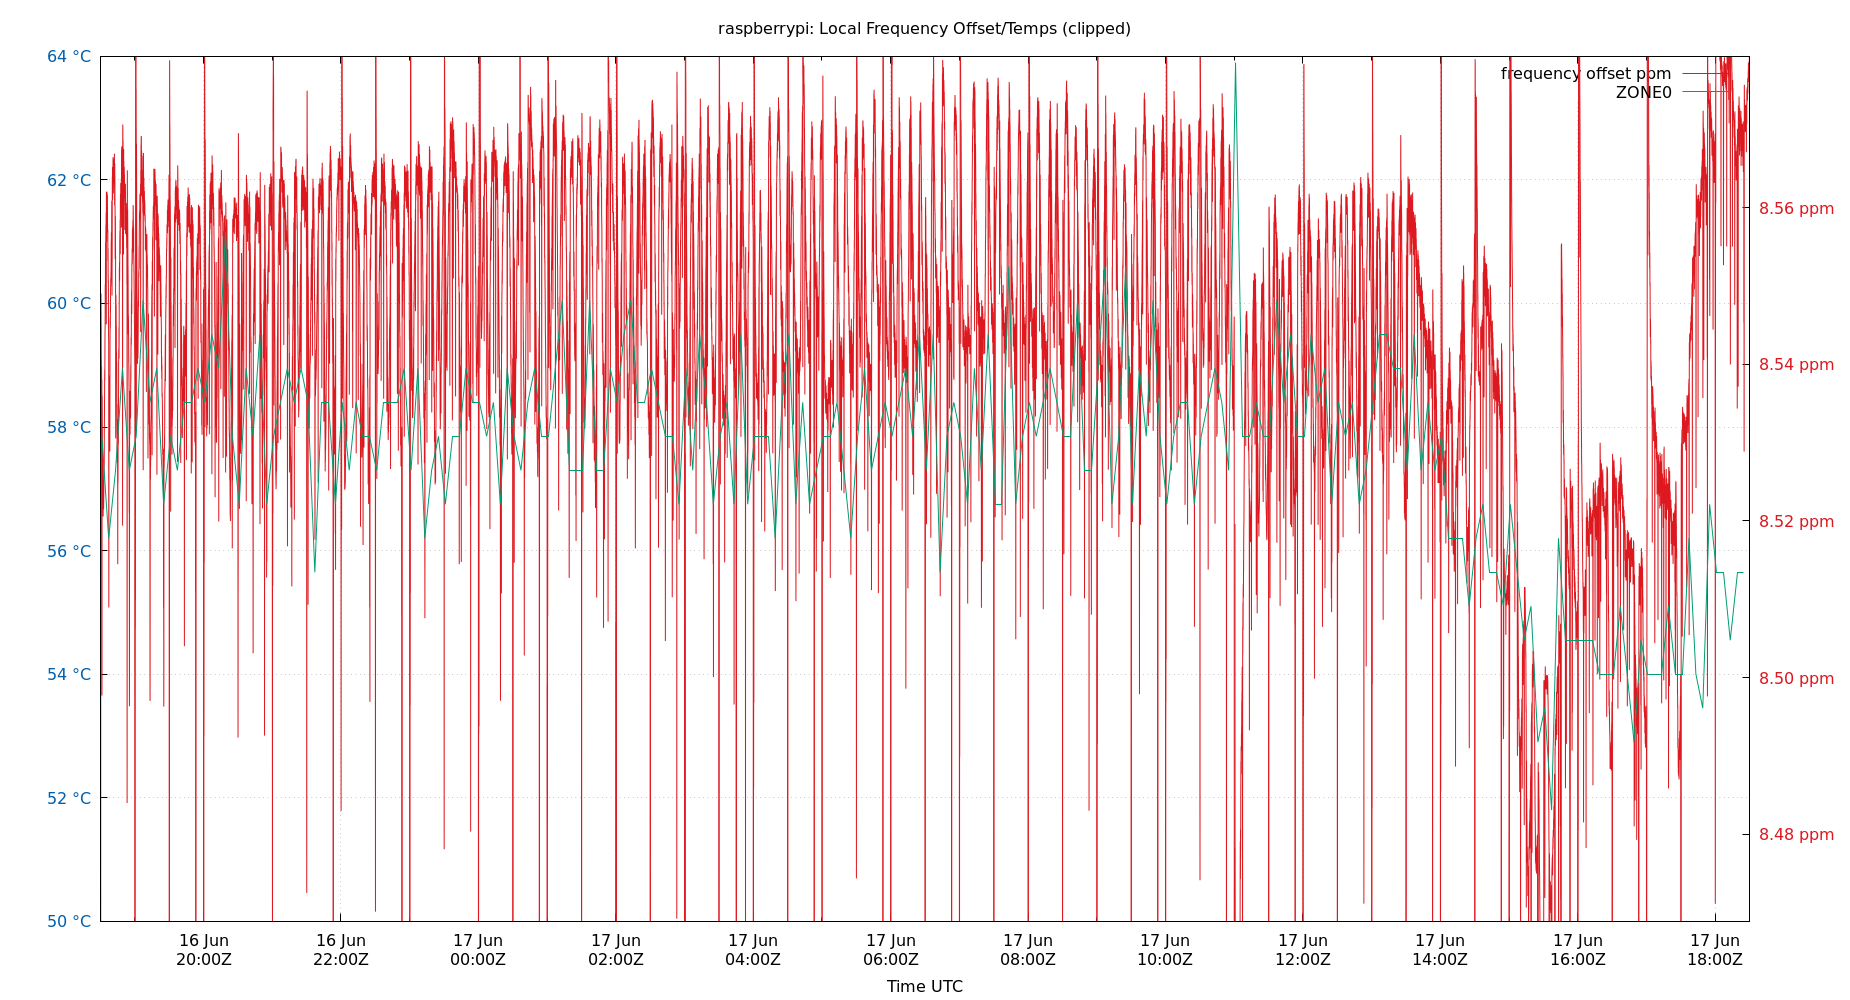 raspberrypi: Local Frequency Offset/Temps (clipped)
64 °C
62 °C
60 °C
58 °C
56 °C
54 °C
52 °C
50 °C
frequency offset ppm
ZONE0
8.56 ppm
8.54 ppm
8.52 ppm
8.50 ppm
8.48 ppm
16 Jun
20:00Z
16 Jun
22:00Z
17 Jun
00:00Z
17 Jun
02:00Z
17 Jun
04:00Z
17 Jun
06:00Z
17 Jun
08:00Z
17 Jun
10:00Z
17 Jun
12:00Z
17 Jun
14:00Z
17 Jun
16:00Z
17 Jun
18:00Z
Time UTC